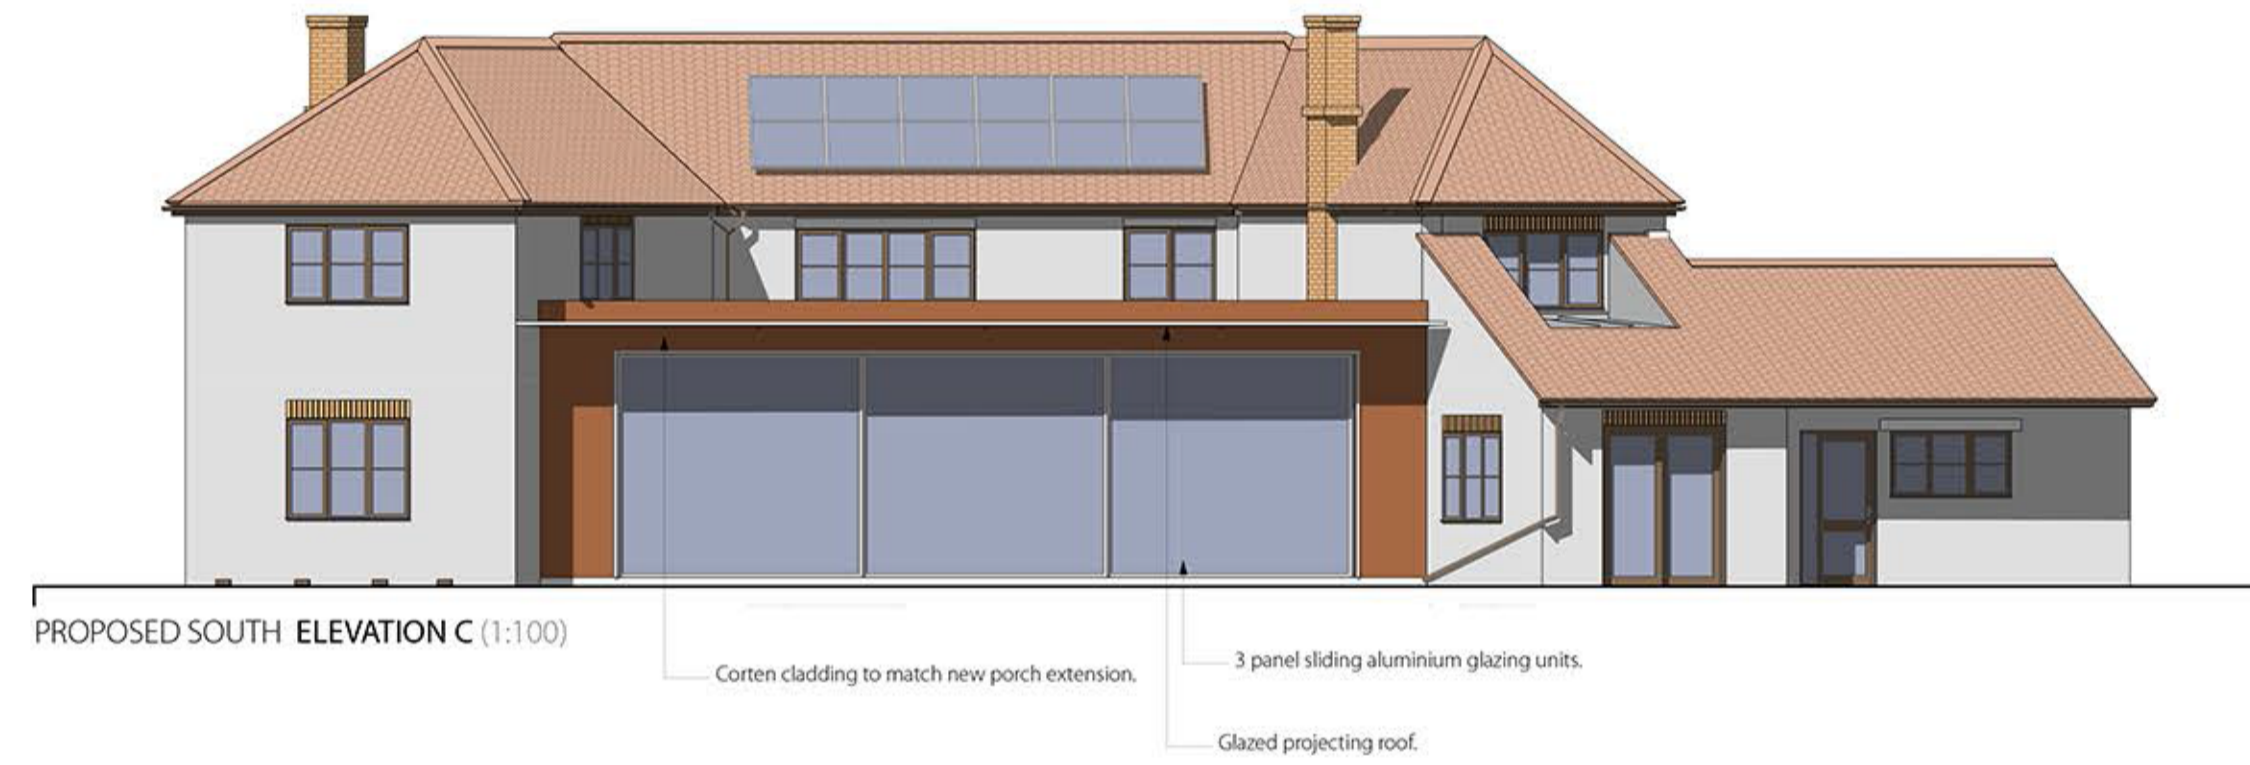 PROPOSED SOUTH ELEVATION C (1:100)
3 panel sliding aluminium glazing units.
Corten cladding to match new porch extension.
Glazed projecting roof.